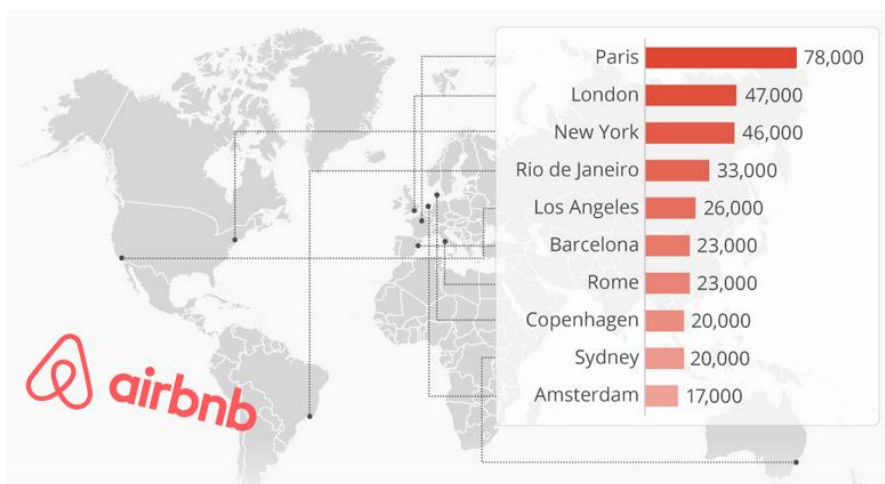 Paris 78,000
London 47,000
New York 46,000
Rio de Janeiro 33,000
Los Angeles 26,000
Barcelona 23,000
Rome 23,000
Copenhagen 20,000
Sydney 20,000
Amsterdam 17,000
airbnb